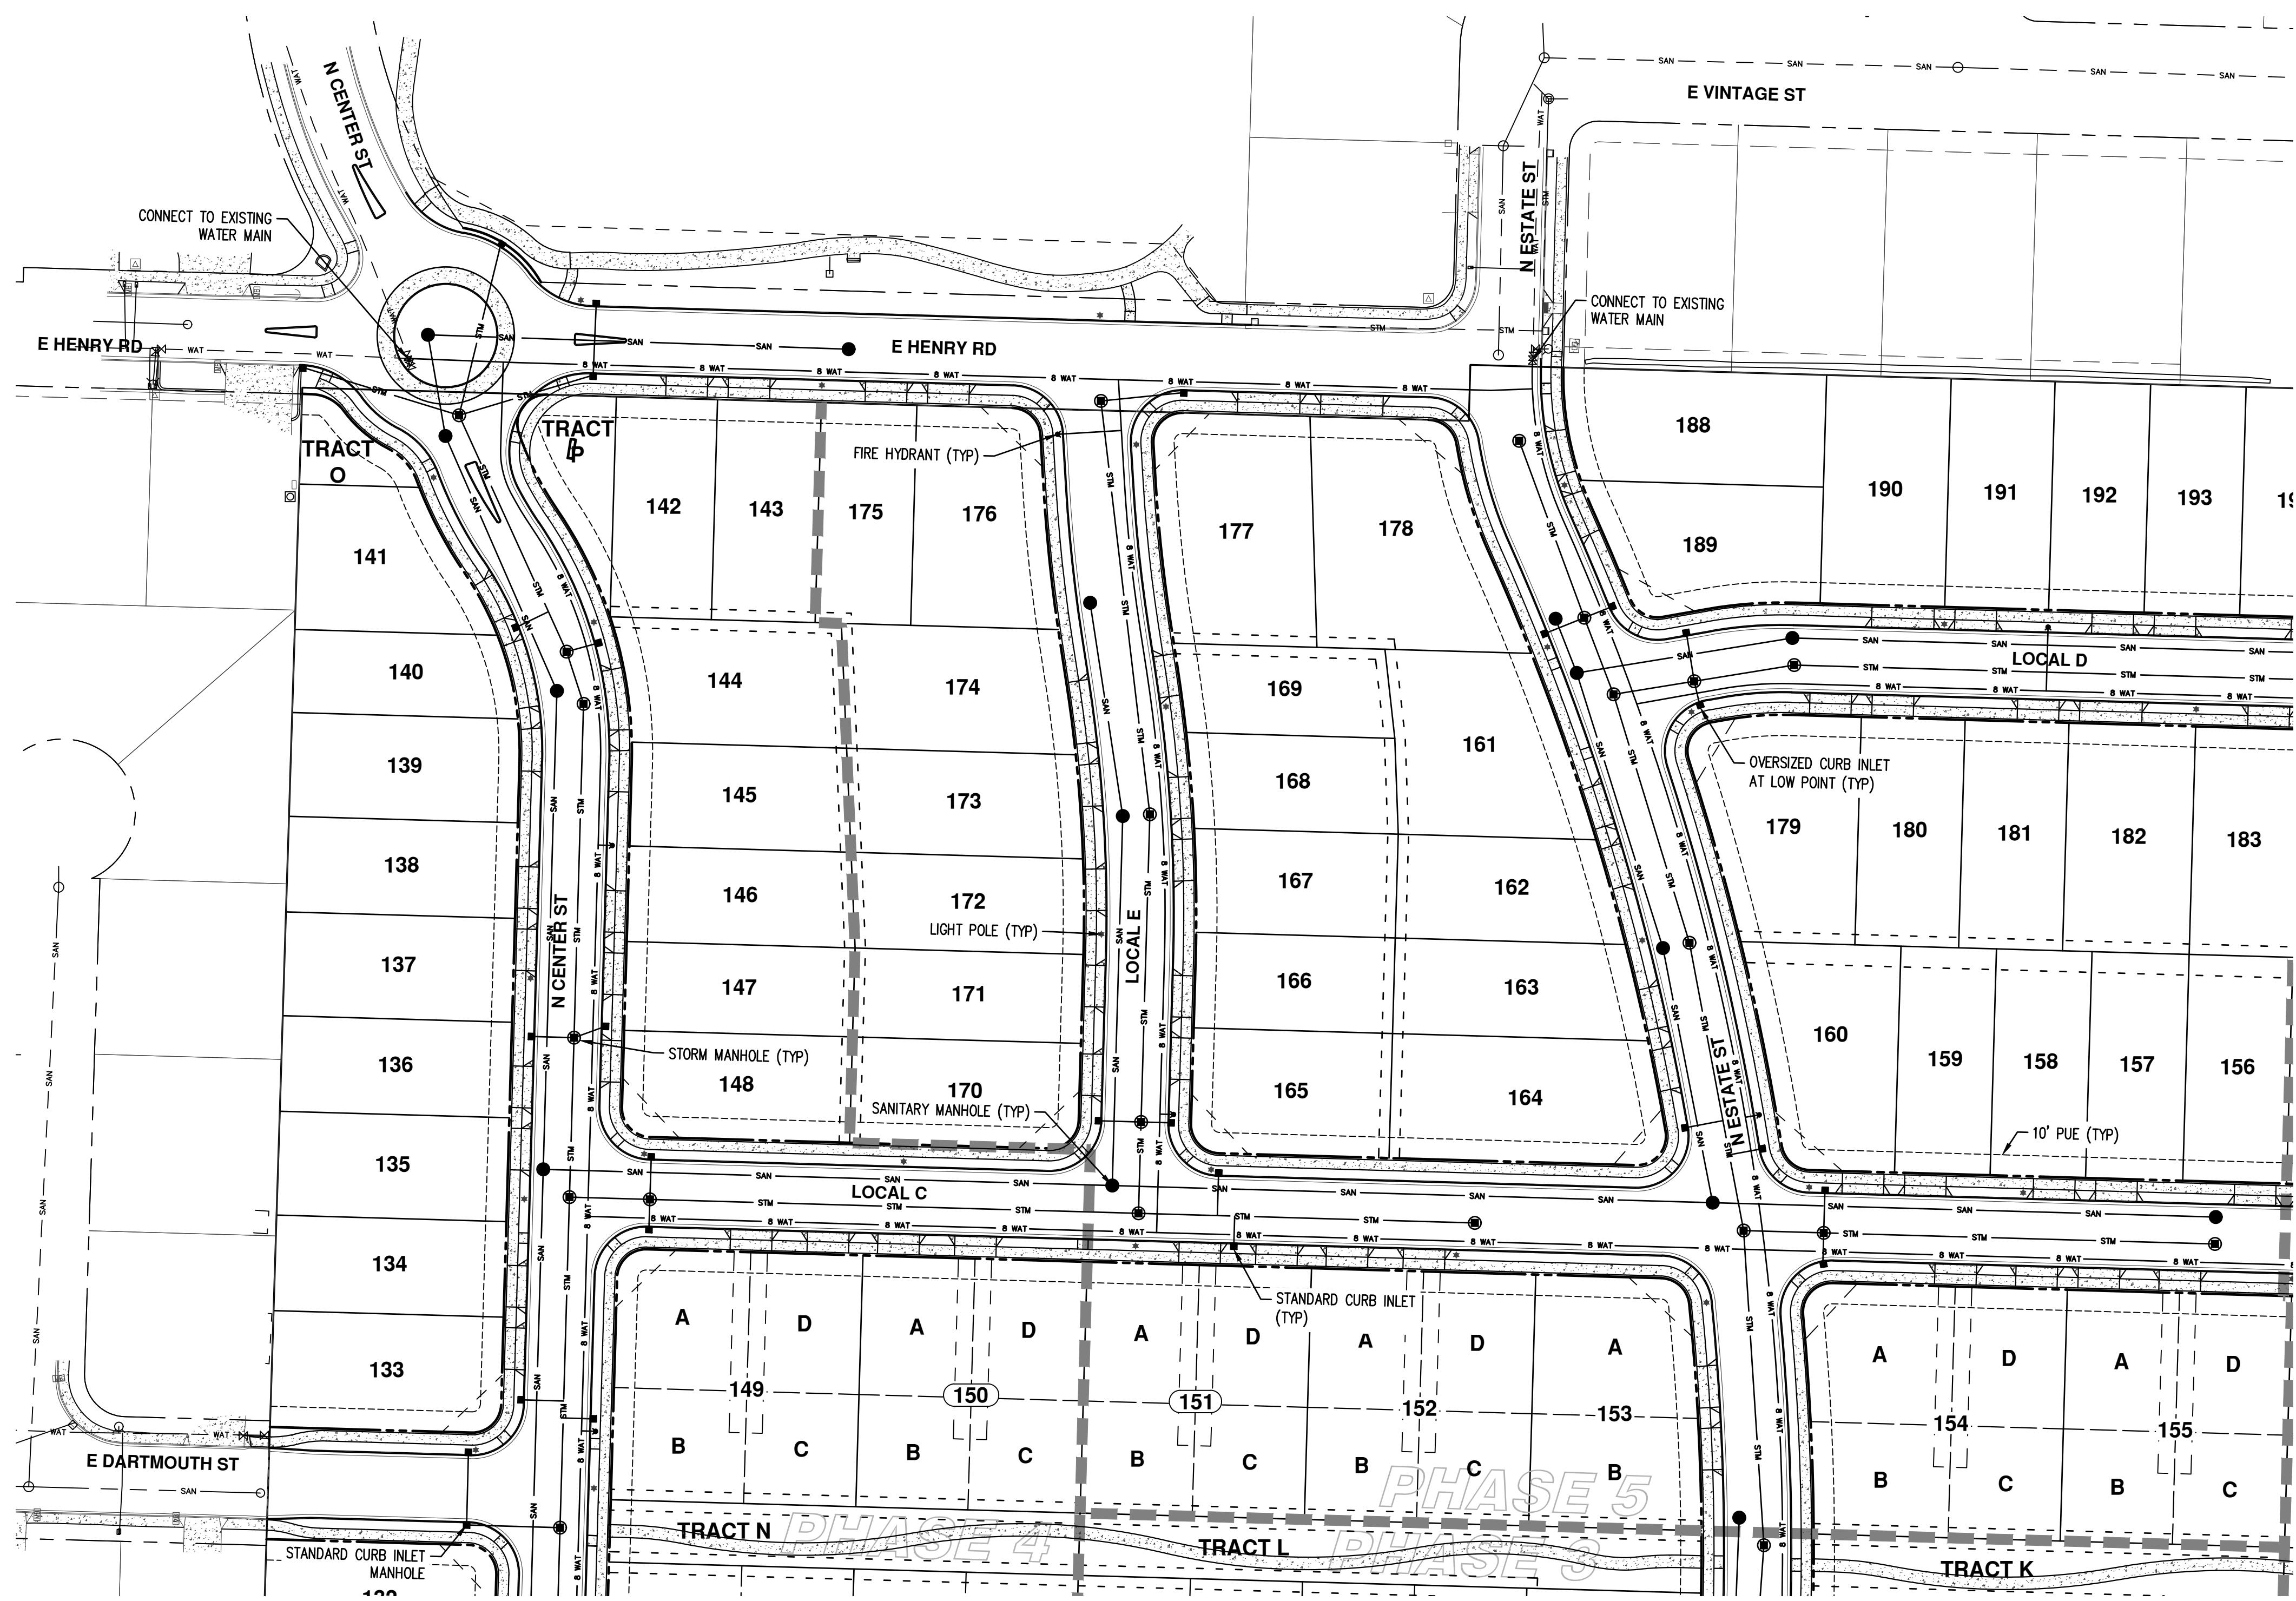 N CENTER ST
E VINTAGE ST
N ESTATE ST
CONNECT TO EXISTING
WATER MAIN
CONNECT TO EXISTING
WATER MAIN
E HENRY RD
E HENRY RD
TRACT
O
TRACT
P
FIRE HYDRANT (TYP)
142
143
175
176
177
178
188
189
190
191
192
193
141
140
139
138
137
136
135
134
133
144
145
146
147
148
174
173
172
171
170
LIGHT POLE (TYP)
STORM MANHOLE (TYP)
SANITARY MANHOLE (TYP)
N CENTER ST
LOCAL E
169
168
167
166
165
161
162
163
164
LOCAL D
OVERSIZED CURB INLET
AT LOW POINT (TYP)
179
180
181
182
183
160
159
158
157
156
10' PUE (TYP)
N ESTATE ST
LOCAL C
STANDARD CURB INLET
(TYP)
A
D
A
D
A
D
A
D
A
A
D
A
D
149
150
151
152
153
154
155
B
C
B
C
B
C
B
C
B
B
C
B
C
E DARTMOUTH ST
STANDARD CURB INLET
MANHOLE
TRACT N
PHASE 4
TRACT L
PHASE 5
PHASE 3
TRACT K
SAN
STM
WAT
8 WAT